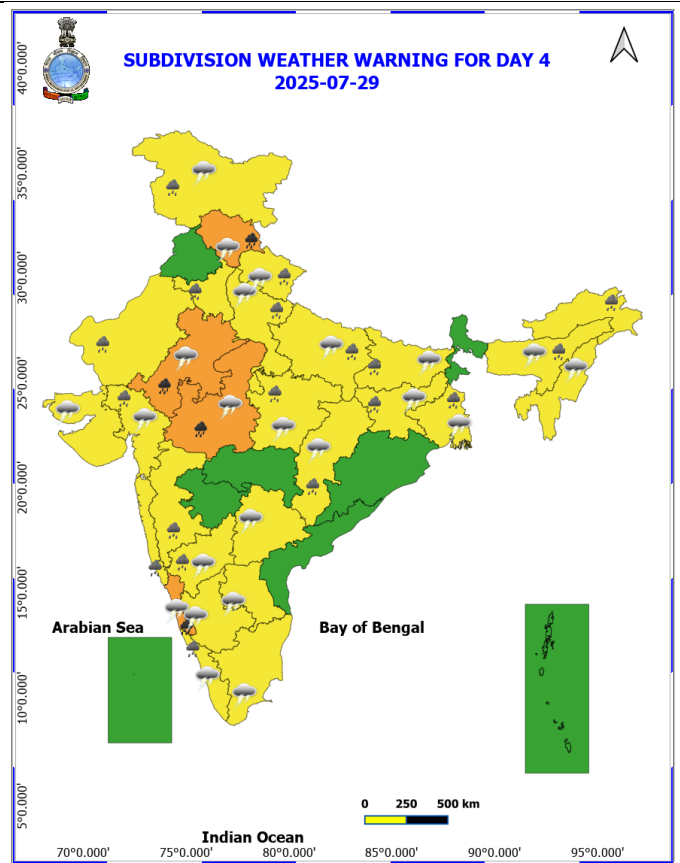 SUBDIVISION WEATHER WARNING FOR DAY 4
2025-07-29
40°0.000'
35°0.000'
30°0.000'
25°0.000'
20°0.000'
15°0.000'
10°0.000'
5°0.000'
Arabian Sea
Bay of Bengal
0 250 500 km
Indian Ocean
70°0.000' 75°0.000' 80°0.000' 85°0.000' 90°0.000' 95°0.000'